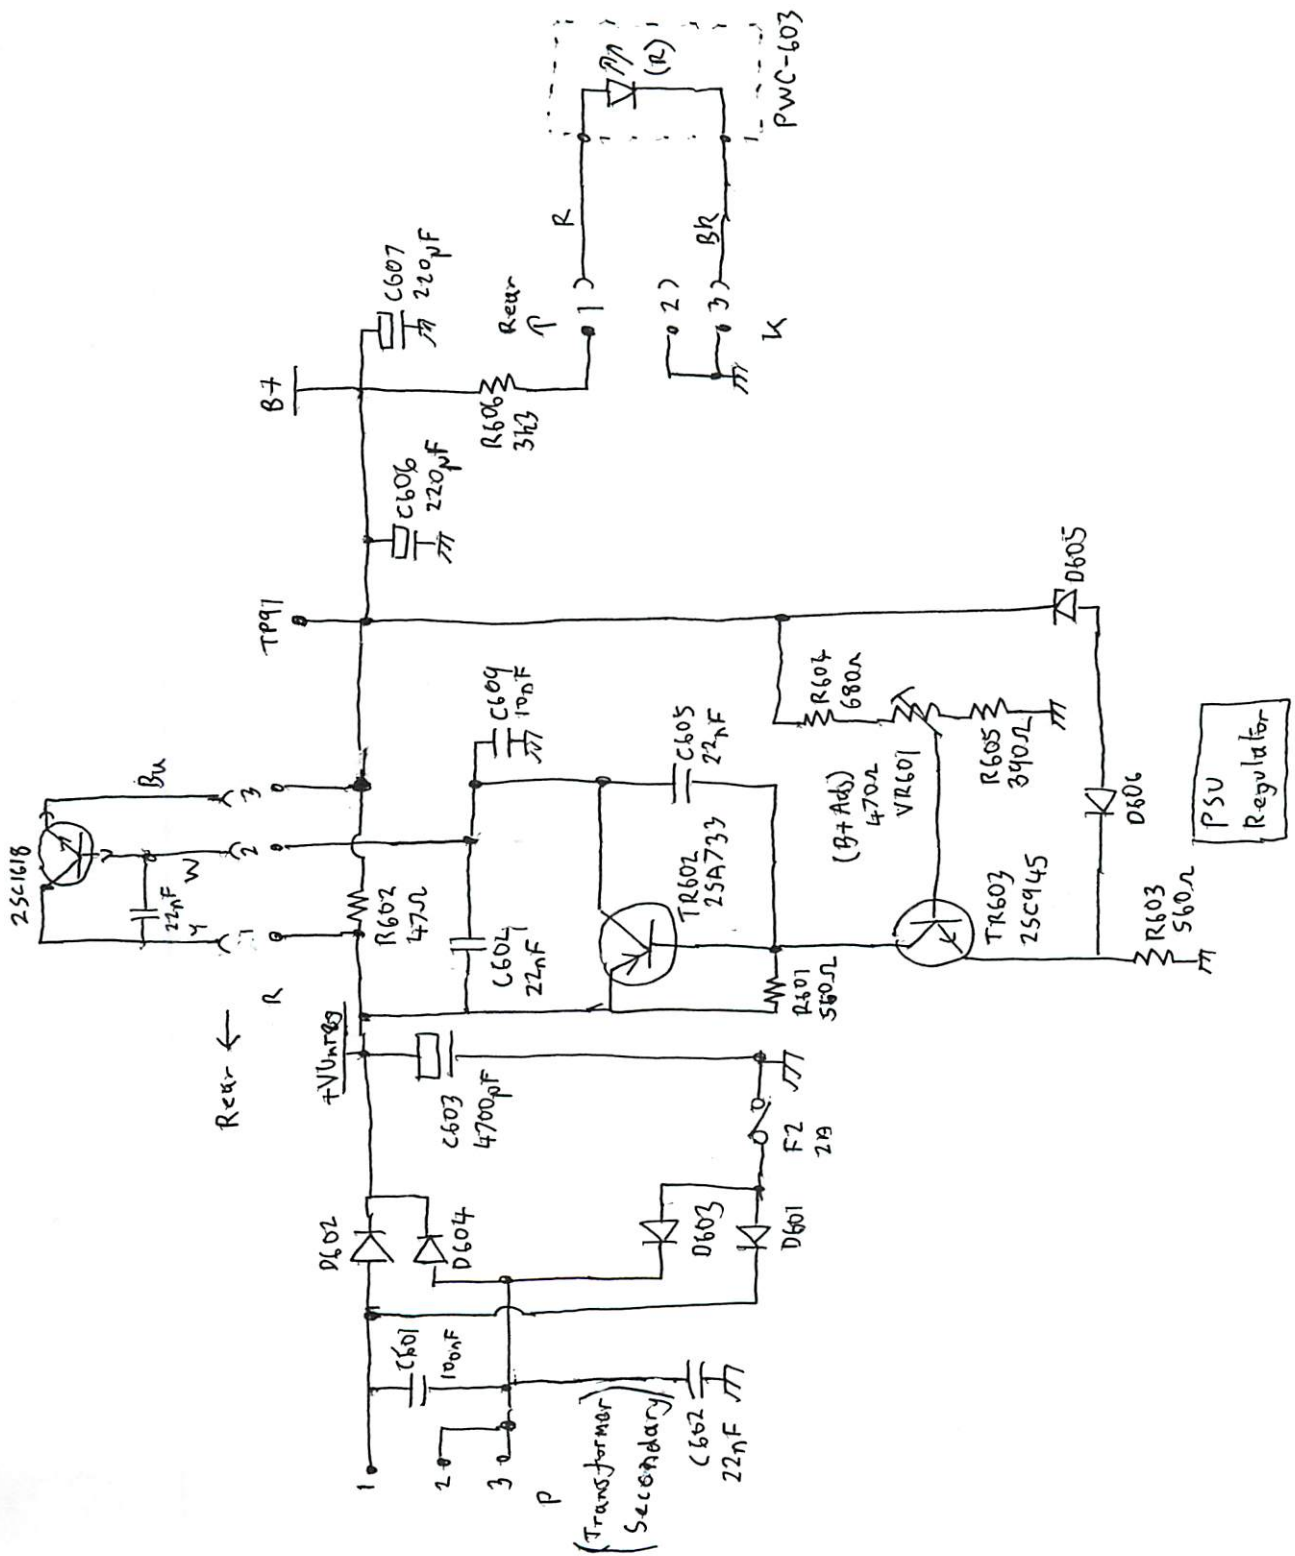 2SC1618
Bu
3
2
W
22nF
Y
1
R
Rear
TP91
B+
C607
220µF
C606
220µF
R606
3k3
Rear
1
2
3
K
R
BR
(R)
PWC-603
+VUnreg
R602
47Ω
C604
22nF
C609
10nF
C605
22nF
TR602
2SA733
R601
560Ω
R604
680Ω
(B+Adj)
470Ω
VR601
R605
390Ω
D605
D606
TR603
2SC945
R603
560Ω
PSU
Regulator
C603
4700µF
F2
2A
D602
D604
D603
D601
C601
100nF
1
2
3
P
(Transformer
Secondary)
C602
22nF